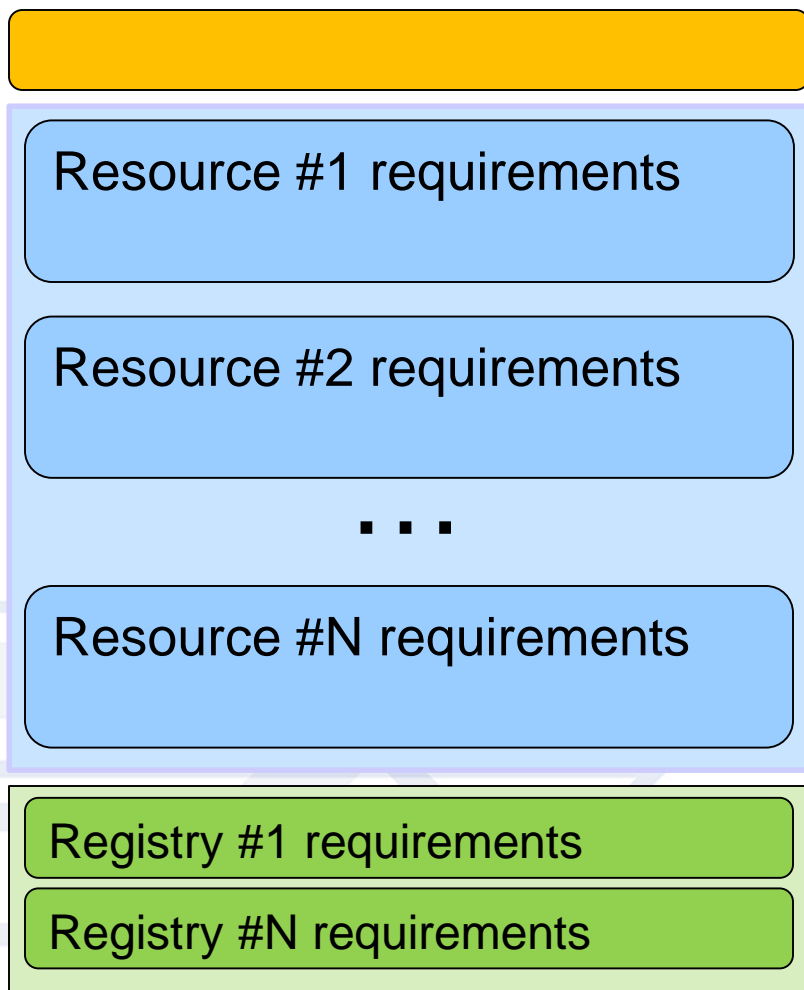 Resource #1 requirements
Resource #2 requirements
...
Resource #N requirements
Registry #1 requirements
Registry #N requirements